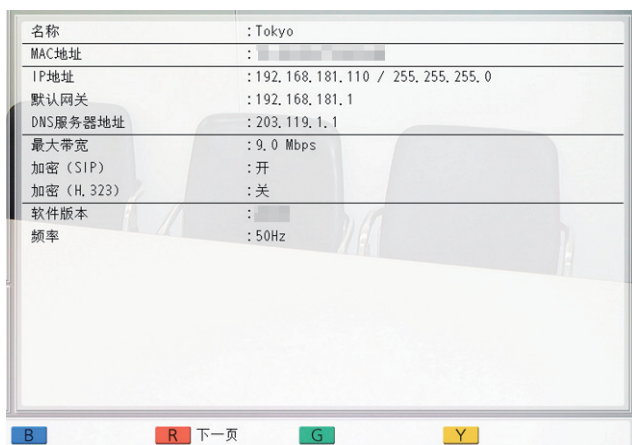 名称 :Tokyo
MAC地址 :
IP地址 :192.168.181.110 / 255.255.255.0
默认网关 :192.168.181.1
DNS服务器地址 :203.119.1.1
最大带宽 :9.0 Mbps
加密（SIP） :开
加密（H.323） :关
软件版本 :
频率 :50Hz
B R 下一页 G Y